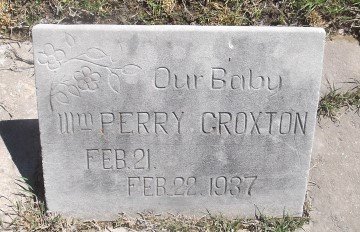 Our Baby
Wm PERRY CROXTON
FEB. 21.
FEB. 22. 1937